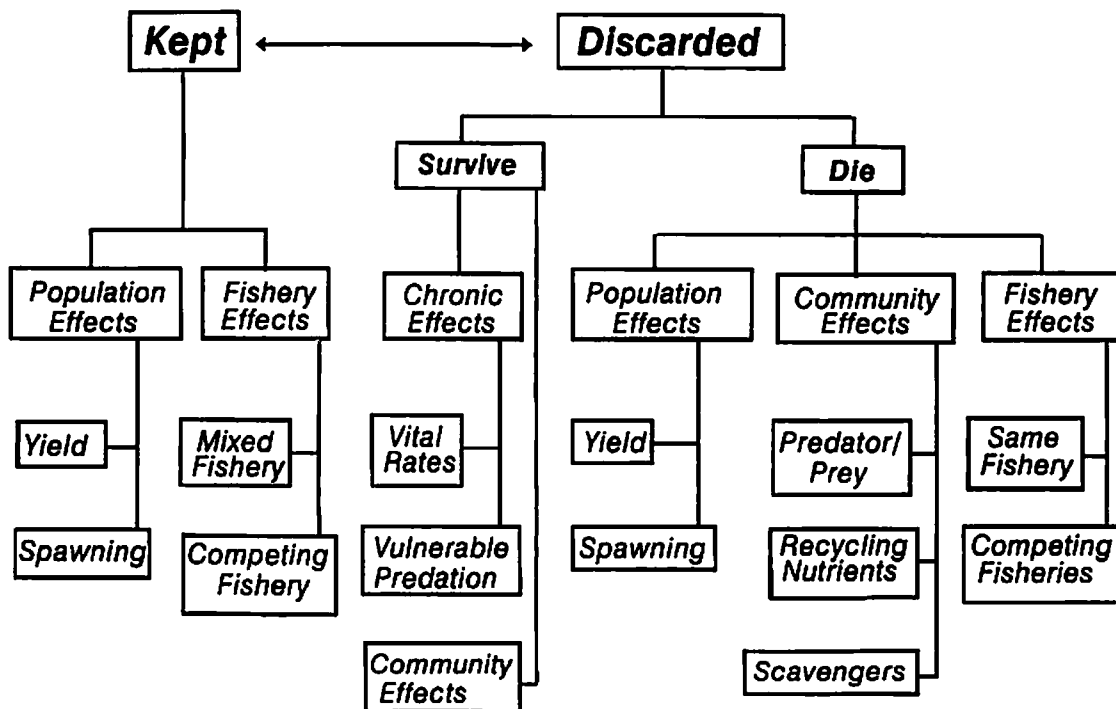 Kept
Discarded
Survive
Die
Population
Effects
Fishery
Effects
Chronic
Effects
Population
Effects
Community
Effects
Fishery
Effects
Yield
Mixed
Fishery
Vital
Rates
Yield
Predator/
Prey
Same
Fishery
Spawning
Competing
Fishery
Vulnerable
Predation
Spawning
Recycling
Nutrients
Competing
Fisheries
Community
Effects
Scavengers